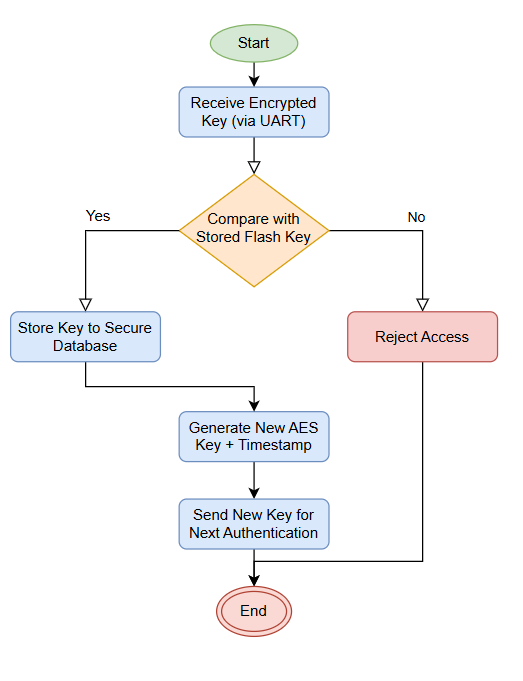 Start
Receive Encrypted
Key (via UART)
Compare with
Stored Flash Key
Yes
No
Store Key to Secure
Database
Reject Access
Generate New AES
Key + Timestamp
Send New Key for
Next Authentication
End